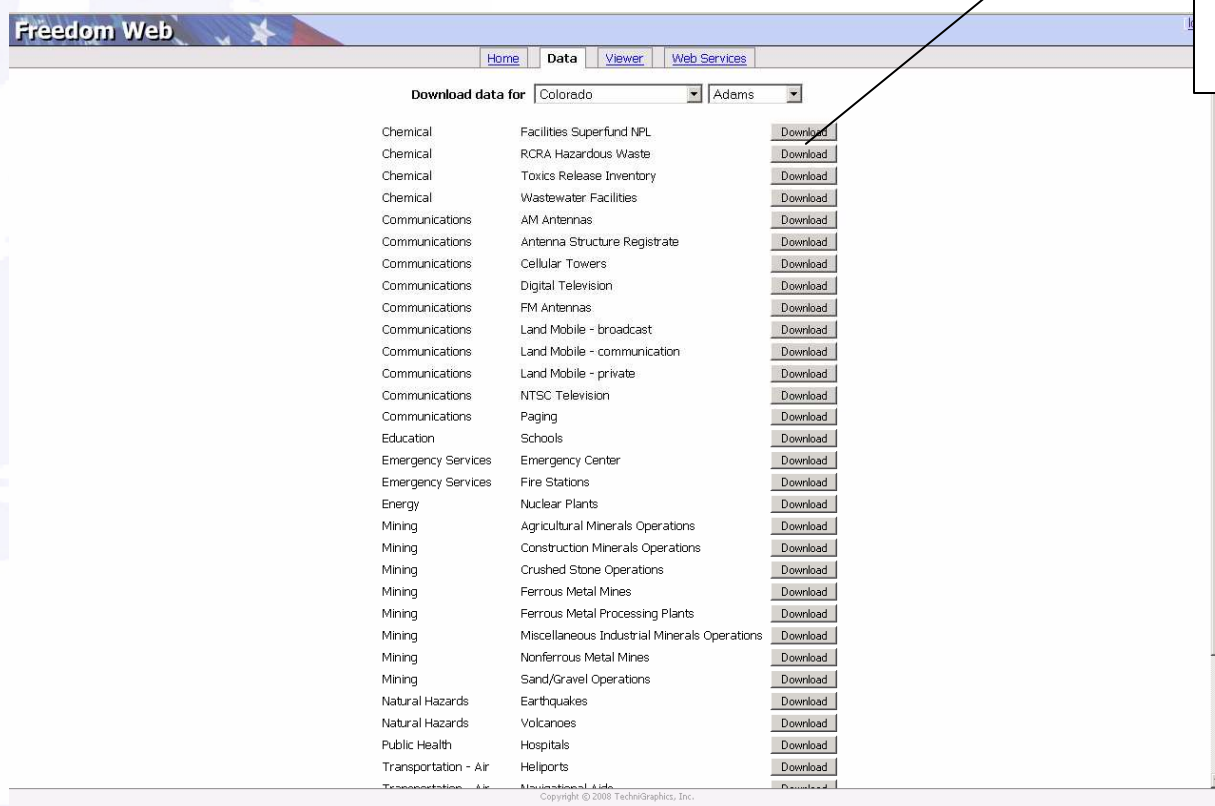 Freedom Web
Home Data Viewer Web Services
Download data for Colorado Adams
Chemical Facilities Superfund NPL Download
Chemical RCRA Hazardous Waste Download
Chemical Toxics Release Inventory Download
Chemical Wastewater Facilities Download
Communications AM Antennas Download
Communications Antenna Structure Registrate Download
Communications Cellular Towers Download
Communications Digital Television Download
Communications FM Antennas Download
Communications Land Mobile - broadcast Download
Communications Land Mobile - communication Download
Communications Land Mobile - private Download
Communications NTSC Television Download
Communications Paging Download
Education Schools Download
Emergency Services Emergency Center Download
Emergency Services Fire Stations Download
Energy Nuclear Plants Download
Mining Agricultural Minerals Operations Download
Mining Construction Minerals Operations Download
Mining Crushed Stone Operations Download
Mining Ferrous Metal Mines Download
Mining Ferrous Metal Processing Plants Download
Mining Miscellaneous Industrial Minerals Operations Download
Mining Nonferrous Metal Mines Download
Mining Sand/Gravel Operations Download
Natural Hazards Earthquakes Download
Natural Hazards Volcanoes Download
Public Health Hospitals Download
Transportation - Air Heliports Download
Transportation - Air Navigational Aids Download
Copyright © 2008 TechniGraphics, Inc.